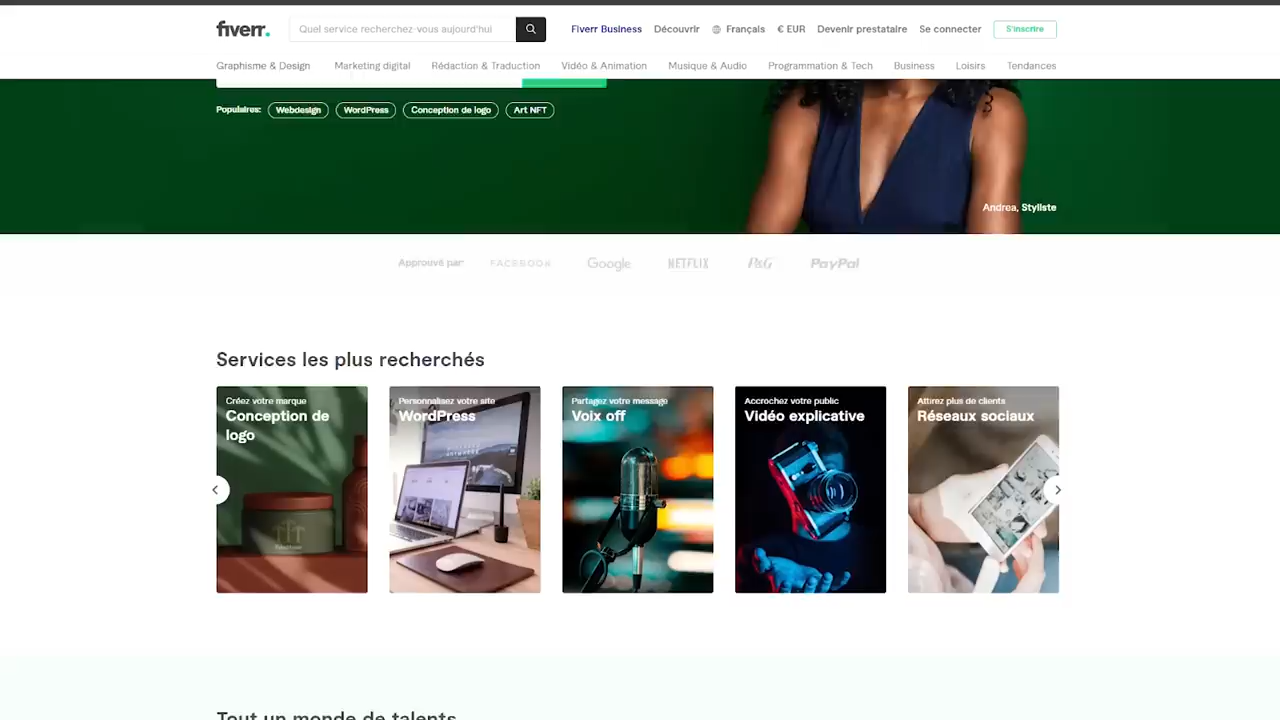 fiverr.
Quel service recherchez-vous aujourd'hui
Fiverr Business
Découvrir
Français
€ EUR
Devenir prestataire
Se connecter
S'inscrire
Graphisme & Design
Marketing digital
Rédaction & Traduction
Vidéo & Animation
Musique & Audio
Programmation & Tech
Business
Loisirs
Tendances
Populaires:
Webdesign
WordPress
Conception de logo
Art NFT
Andrea, Styliste
Approuvé par
FACEBOOK
Google
NETFLIX
P&G
PayPal
Services les plus recherchés
Créez votre marque
Conception de
logo
Personnalisez votre site
WordPress
Partagez votre message
Voix off
Accrochez votre public
Vidéo explicative
Attirez plus de clients
Réseaux sociaux
Tout un monde de talents